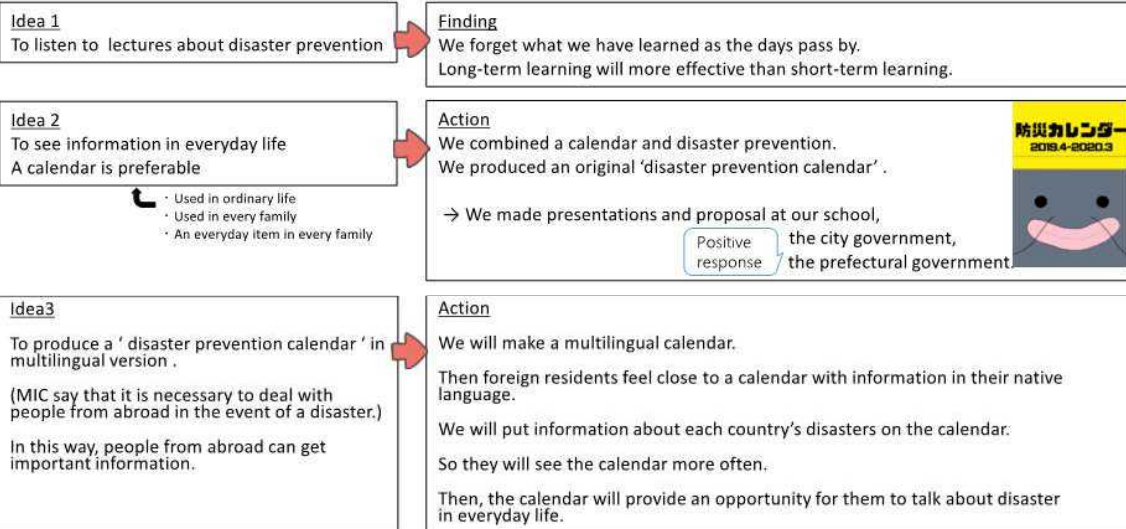 Idea 1
To listen to lectures about disaster prevention
Finding
We forget what we have learned as the days pass by.
Long-term learning will more effective than short-term learning.
Idea 2
To see information in everyday life
A calendar is preferable
・Used in ordinary life
・Used in every family
・An everyday item in every family
Action
We combined a calendar and disaster prevention.
We produced an original ‘disaster prevention calendar’ .
→ We made presentations and proposal at our school,
the city government,
the prefectural government.
Positive
response
防災カレンダー
2019.4-2020.3
Idea3
To produce a ‘ disaster prevention calendar ‘ in
multilingual version .
(MIC say that it is necessary to deal with
people from abroad in the event of a disaster.)
In this way, people from abroad can get
important information.
Action
We will make a multilingual calendar.
Then foreign residents feel close to a calendar with information in their native
language.
We will put information about each country’s disasters on the calendar.
So they will see the calendar more often.
Then, the calendar will provide an opportunity for them to talk about disaster
in everyday life.